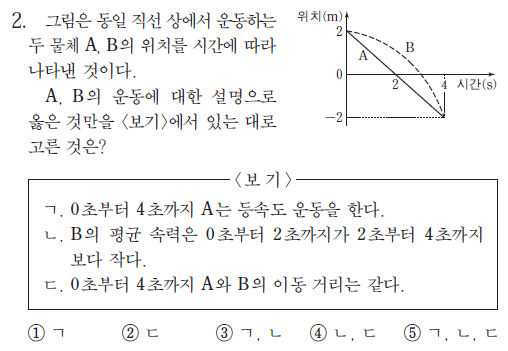 2. 그림은 동일 직선 상에서 운동하는
두 물체 A, B의 위치를 시간에 따라
나타낸 것이다.
A, B의 운동에 대한 설명으로
옳은 것만을 〈보기〉에서 있는 대로
고른 것은?
위치(m)
2
B
A
0
2
4
시간(s)
-2
〈보 기〉
ㄱ. 0초부터 4초까지 A는 등속도 운동을 한다.
ㄴ. B의 평균 속력은 0초부터 2초까지가 2초부터 4초까지
보다 작다.
ㄷ. 0초부터 4초까지 A와 B의 이동 거리는 같다.
① ㄱ ② ㄷ ③ ㄱ, ㄴ ④ ㄴ, ㄷ ⑤ ㄱ, ㄴ, ㄷ